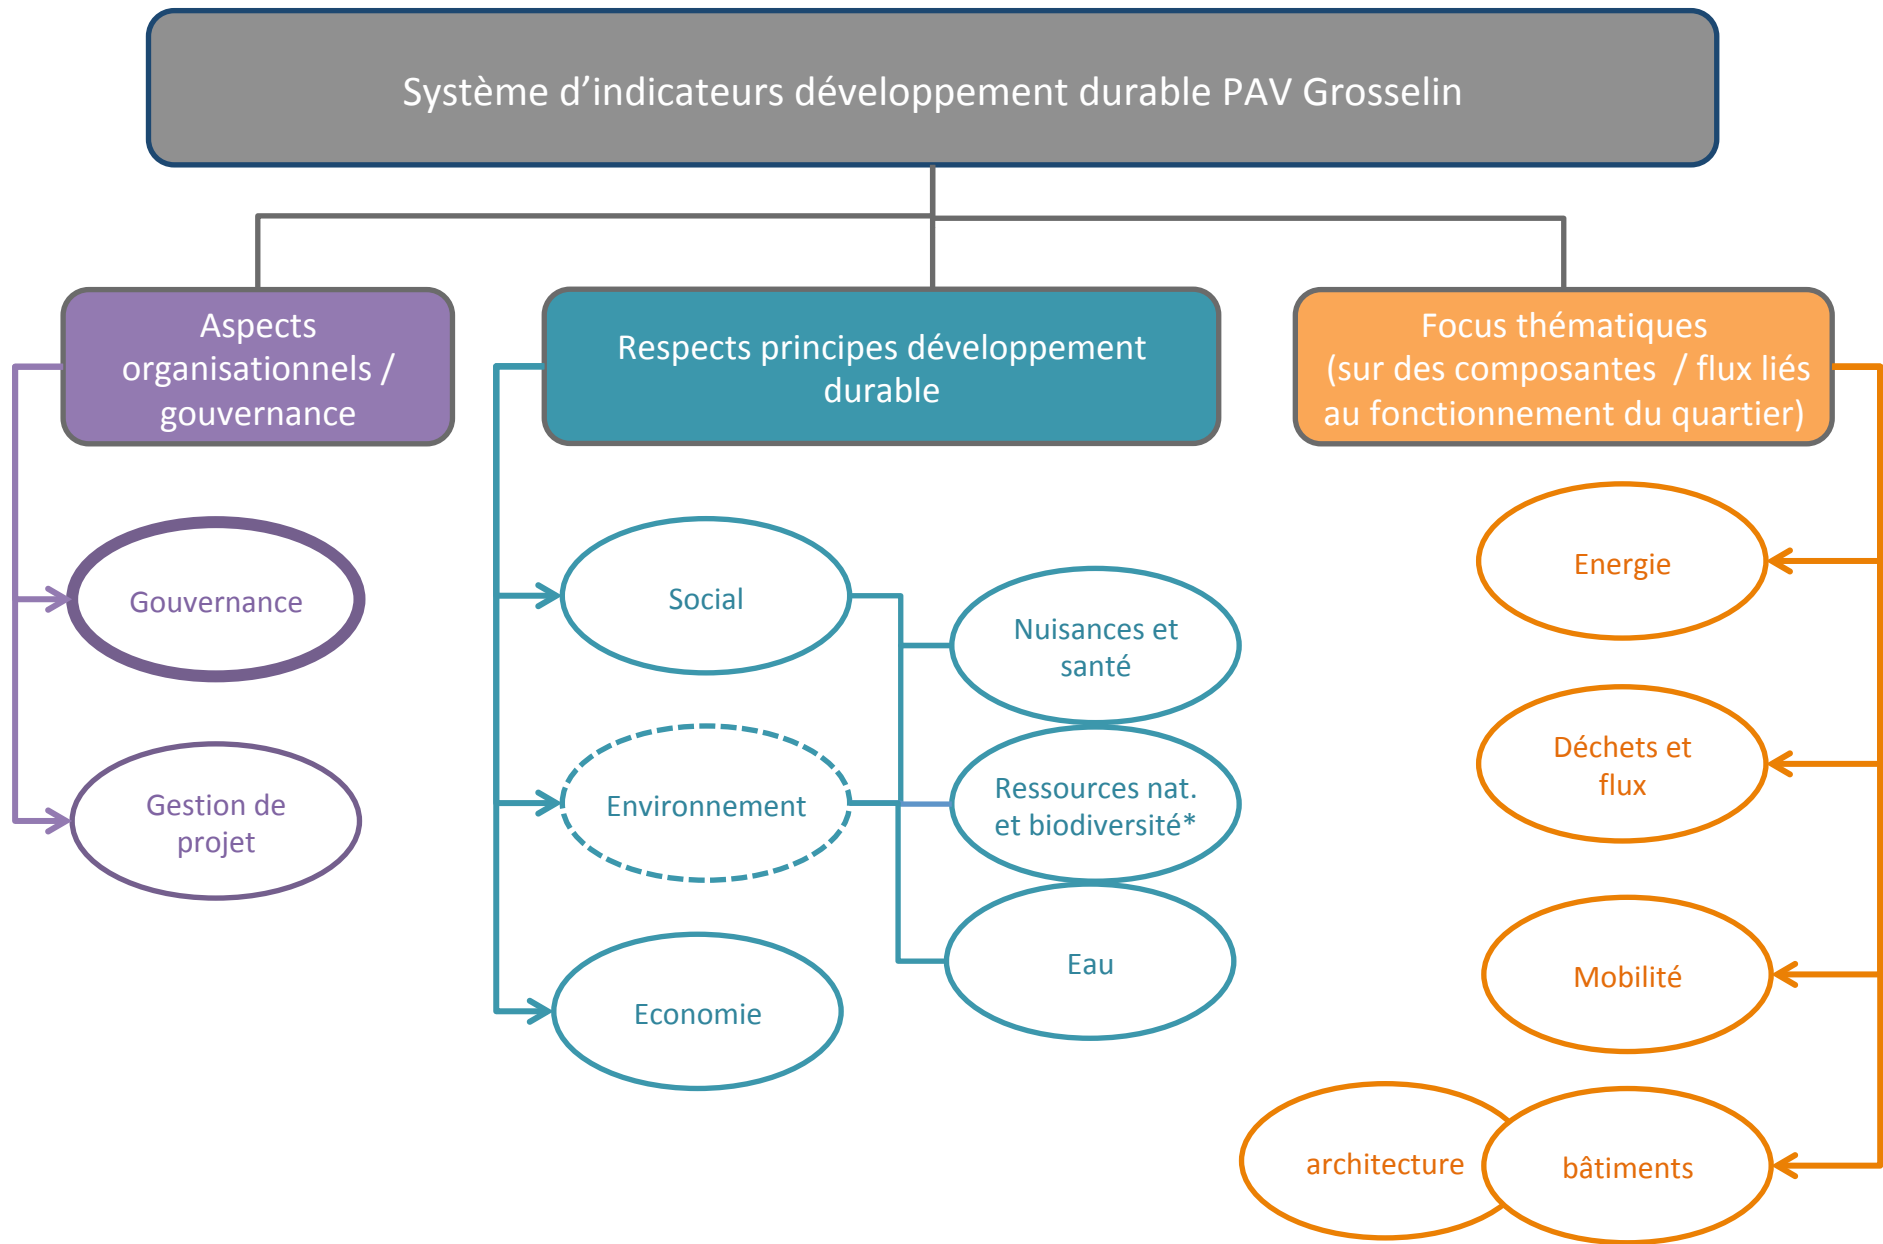 Système d'indicateurs développement durable PAV Grosselin
Aspects
organisationnels /
gouvernance
Respects principes développement
durable
Focus thématiques
(sur des composantes / flux liés
au fonctionnement du quartier)
Gouvernance
Gestion de
projet
Social
Environnement
Economie
Nuisances et
santé
Ressources nat.
et biodiversité*
Eau
Energie
Déchets et
flux
Mobilité
architecture
bâtiments